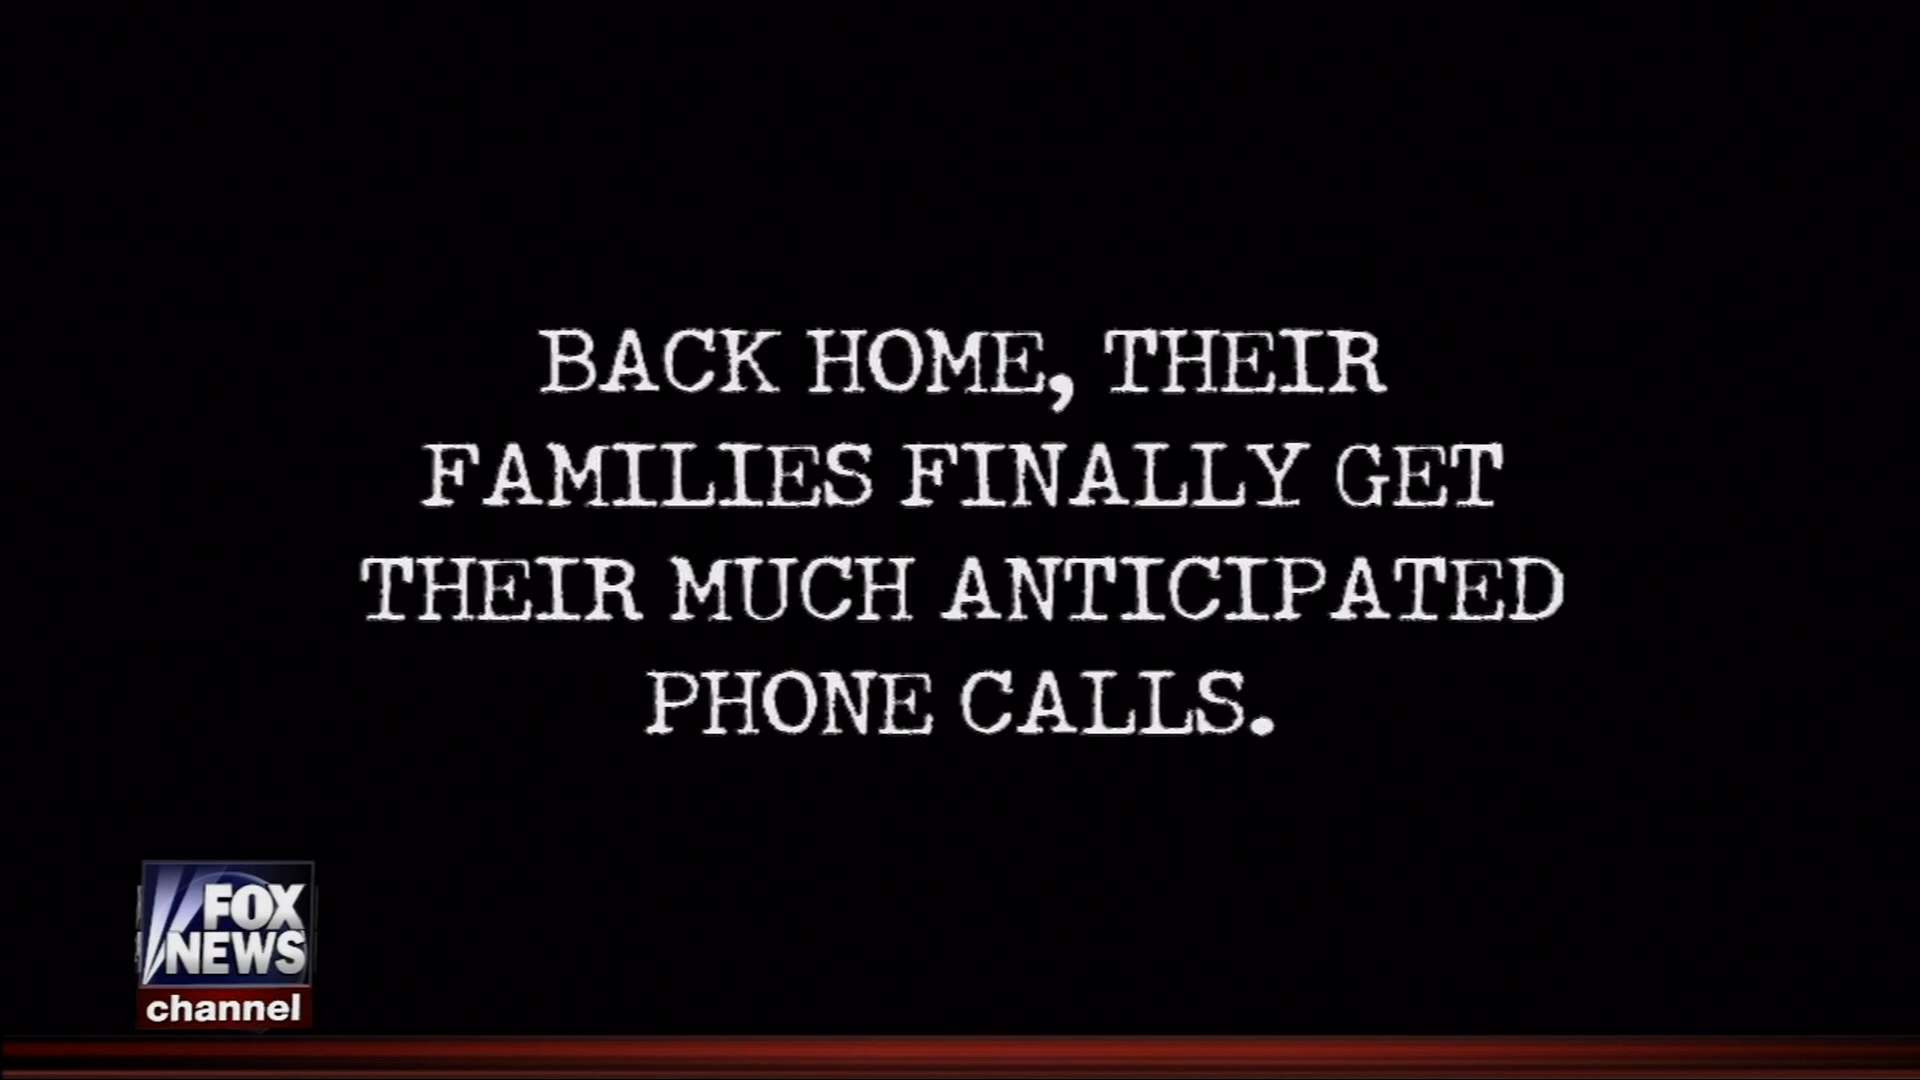 BACK HOME, THEIR
FAMILIES FINALLY GET
THEIR MUCH ANTICIPATED
PHONE CALLS.
FOX
NEWS
channel